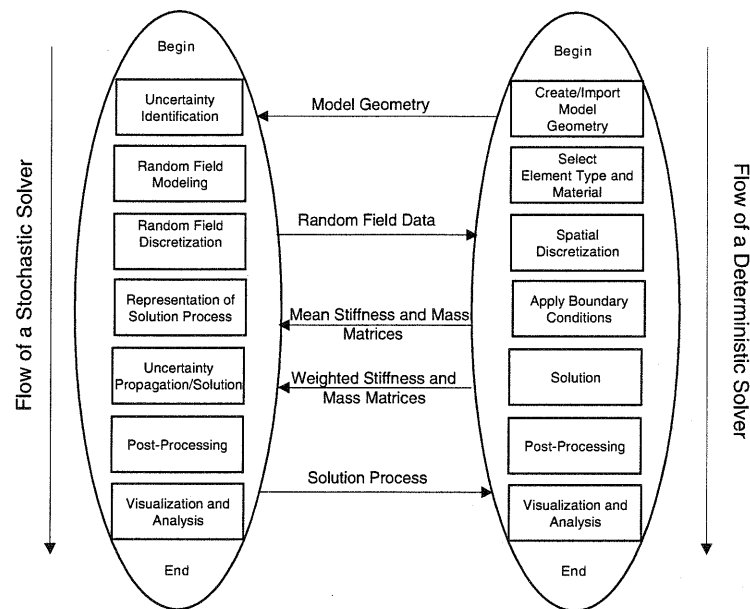 Flow of a Stochastic Solver
Begin
Uncertainty
Identification
Random Field
Modeling
Random Field
Discretization
Representation of
Solution Process
Uncertainty
Propagation/Solution
Post-Processing
Visualization and
Analysis
End
Model Geometry
Random Field Data
Mean Stiffness and Mass
Matrices
Weighted Stiffness and
Mass Matrices
Solution Process
Begin
Create/Import
Model
Geometry
Select
Element Type and
Material
Spatial
Discretization
Apply Boundary
Conditions
Solution
Post-Processing
Visualization and
Analysis
End
Flow of a Deterministic Solver